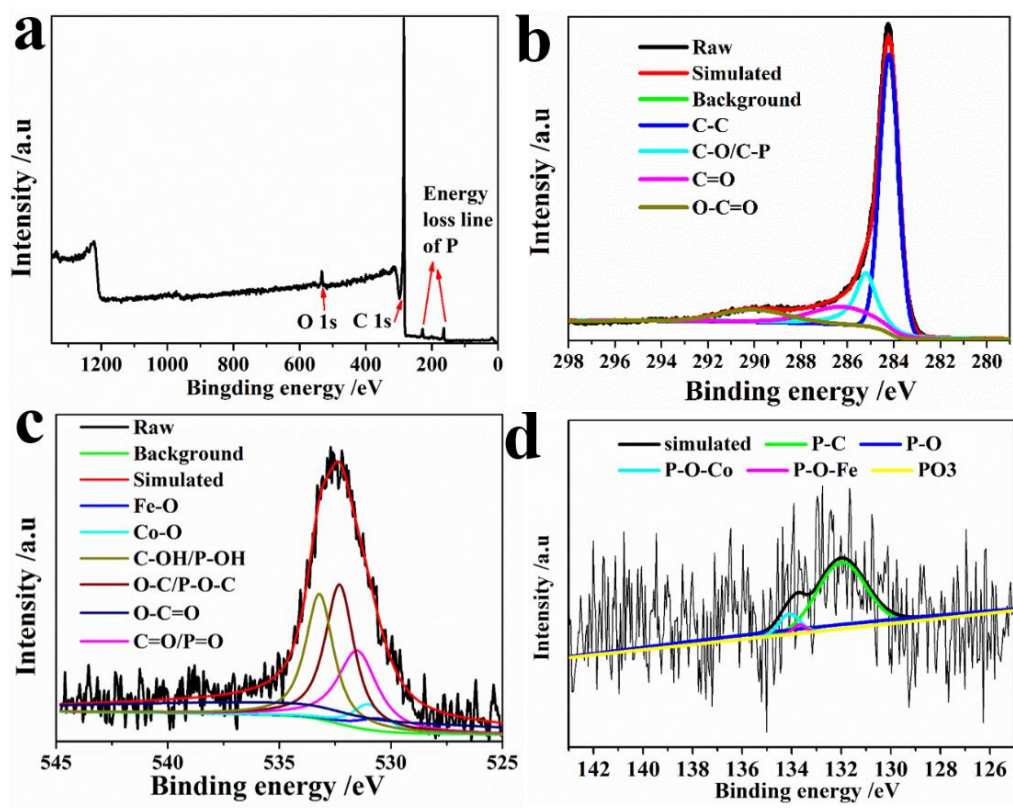 a
Intensity /a.u
Energy
loss line
of P
O 1s
C 1s
1200 1000 800 600 400 200 0
Bingding energy /eV
b
Intensiy /a.u
Raw
Simulated
Background
C-C
C-O/C-P
C=O
O-C=O
298 296 294 292 290 288 286 284 282 280
Binding energy /eV
c
Intensity /a.u
Raw
Background
Simulated
Fe-O
Co-O
C-OH/P-OH
O-C/P-O-C
O-C=O
C=O/P=O
545 540 535 530 525
Binding energy /eV
d
Intensity /a.u
simulated P-C P-O
P-O-Co P-O-Fe PO3
142 140 138 136 134 132 130 128 126
Binding energy /eV